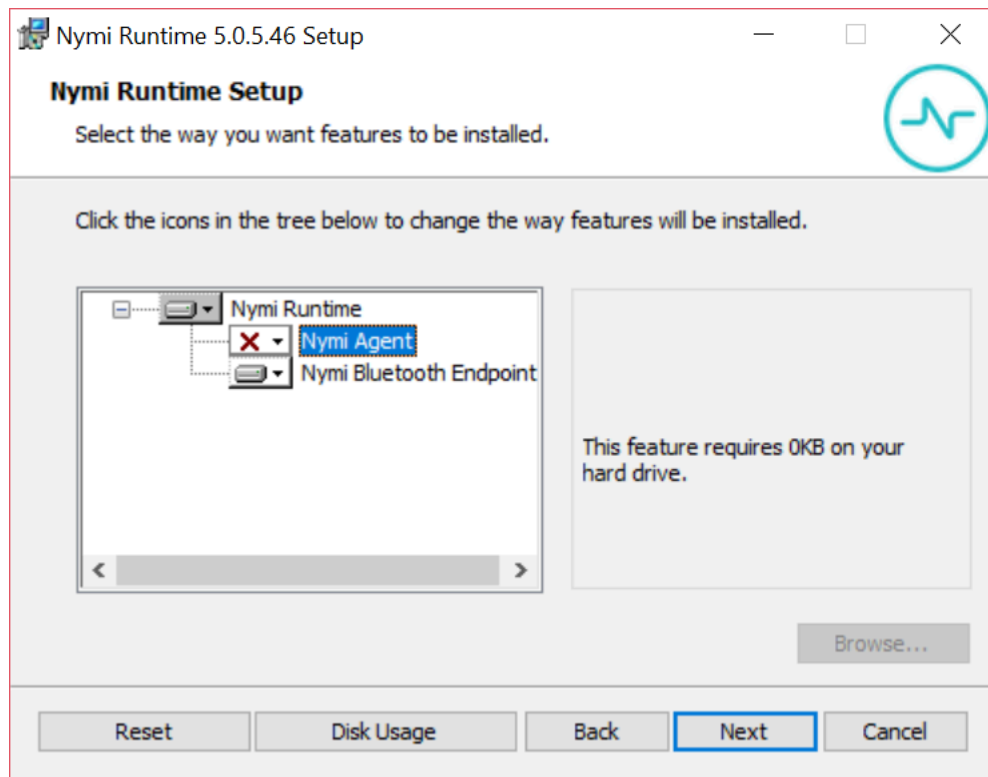 Nymi Runtime 5.0.5.46 Setup
Nymi Runtime Setup
Select the way you want features to be installed.
Click the icons in the tree below to change the way features will be installed.
Nymi Runtime
Nymi Agent
Nymi Bluetooth Endpoint
This feature requires 0KB on your
hard drive.
Browse...
Reset
Disk Usage
Back
Next
Cancel